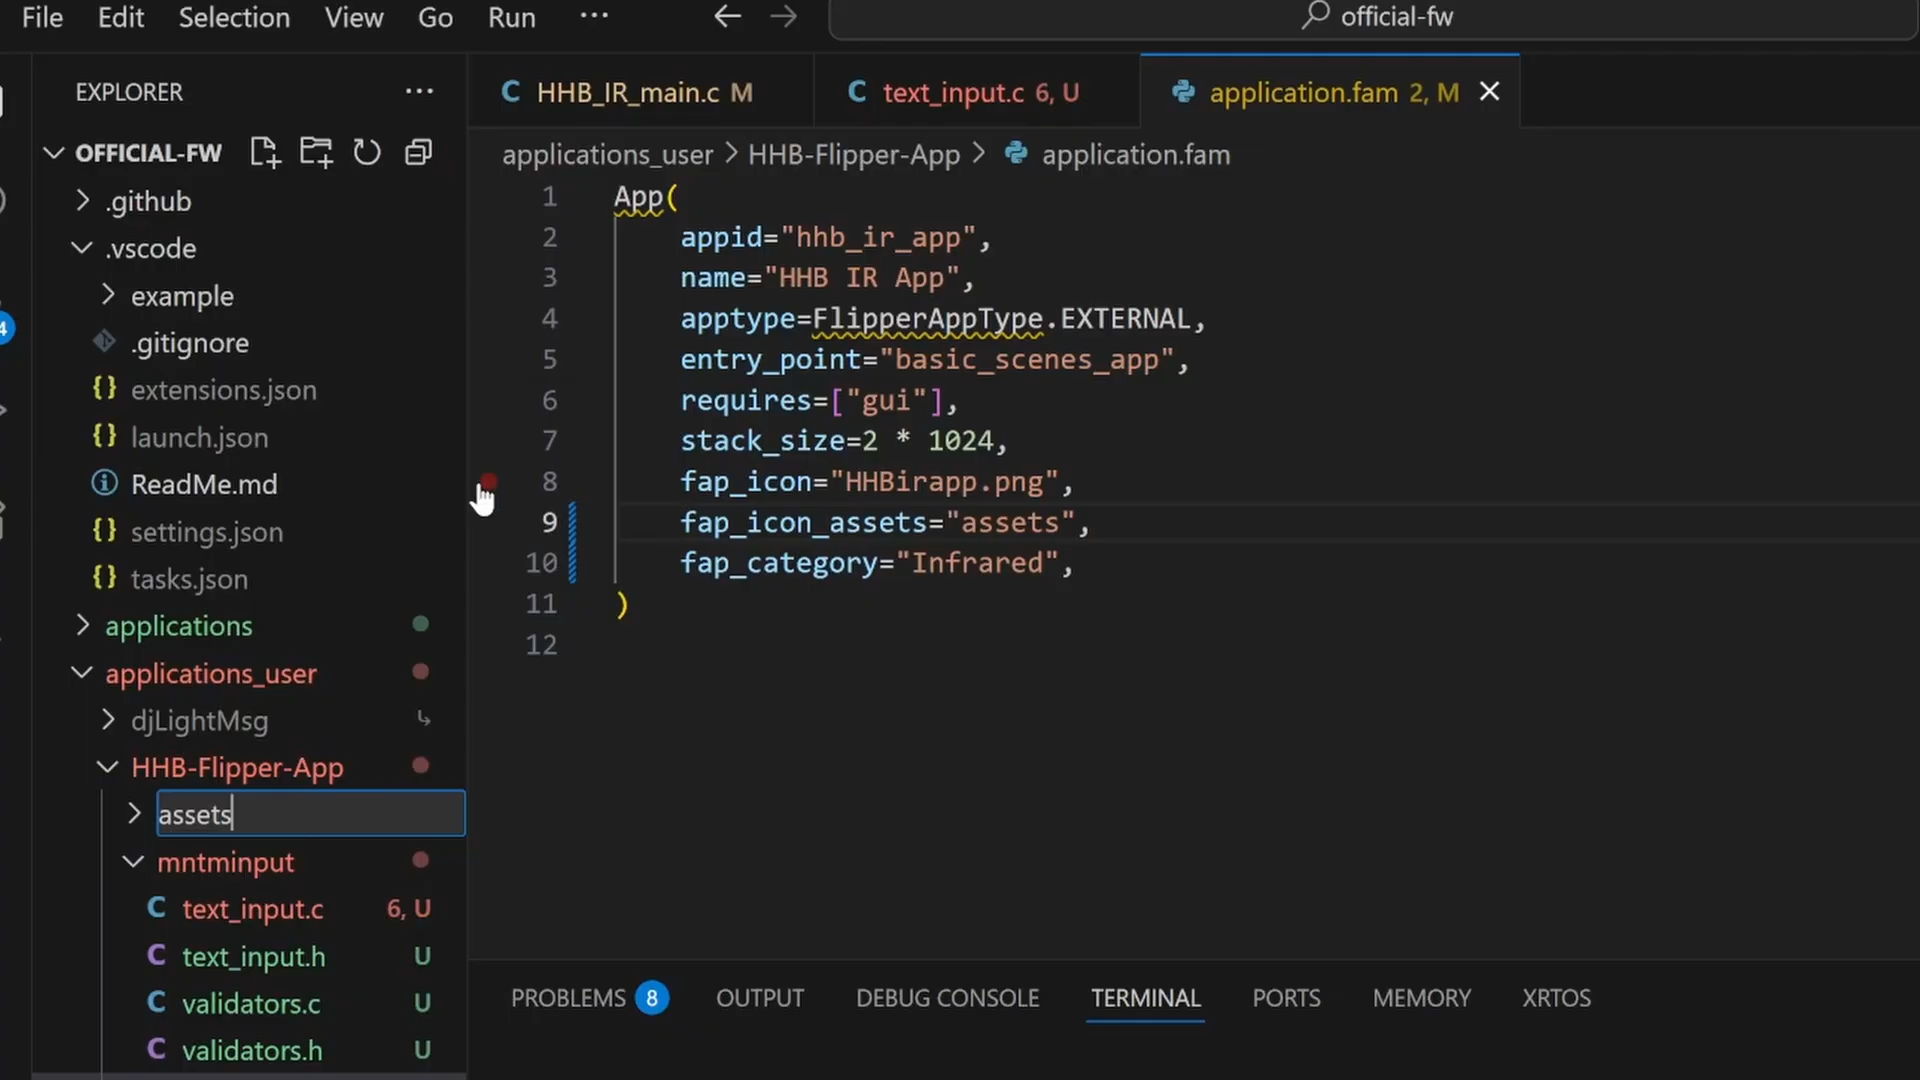 File Edit Selection View Go Run ...
official-fw
EXPLORER ...
OFFICIAL-FW
.github
.vscode
example
.gitignore
extensions.json
launch.json
ReadMe.md
settings.json
tasks.json
applications
applications_user
djLightMsg
HHB-Flipper-App
assets
mntminput
text_input.c 6, U
text_input.h U
validators.c U
validators.h U
4
HHB_IR_main.c M
text_input.c 6, U
application.fam 2, M
applications_user > HHB-Flipper-App > application.fam
1 App(
2 appid="hhb_ir_app",
3 name="HHB IR App",
4 apptype=FlipperAppType.EXTERNAL,
5 entry_point="basic_scenes_app",
6 requires=["gui"],
7 stack_size=2 * 1024,
8 fap_icon="HHBirapp.png",
9 fap_icon_assets="assets",
10 fap_category="Infrared",
11 )
12
PROBLEMS 8 OUTPUT DEBUG CONSOLE TERMINAL PORTS MEMORY XRTOS